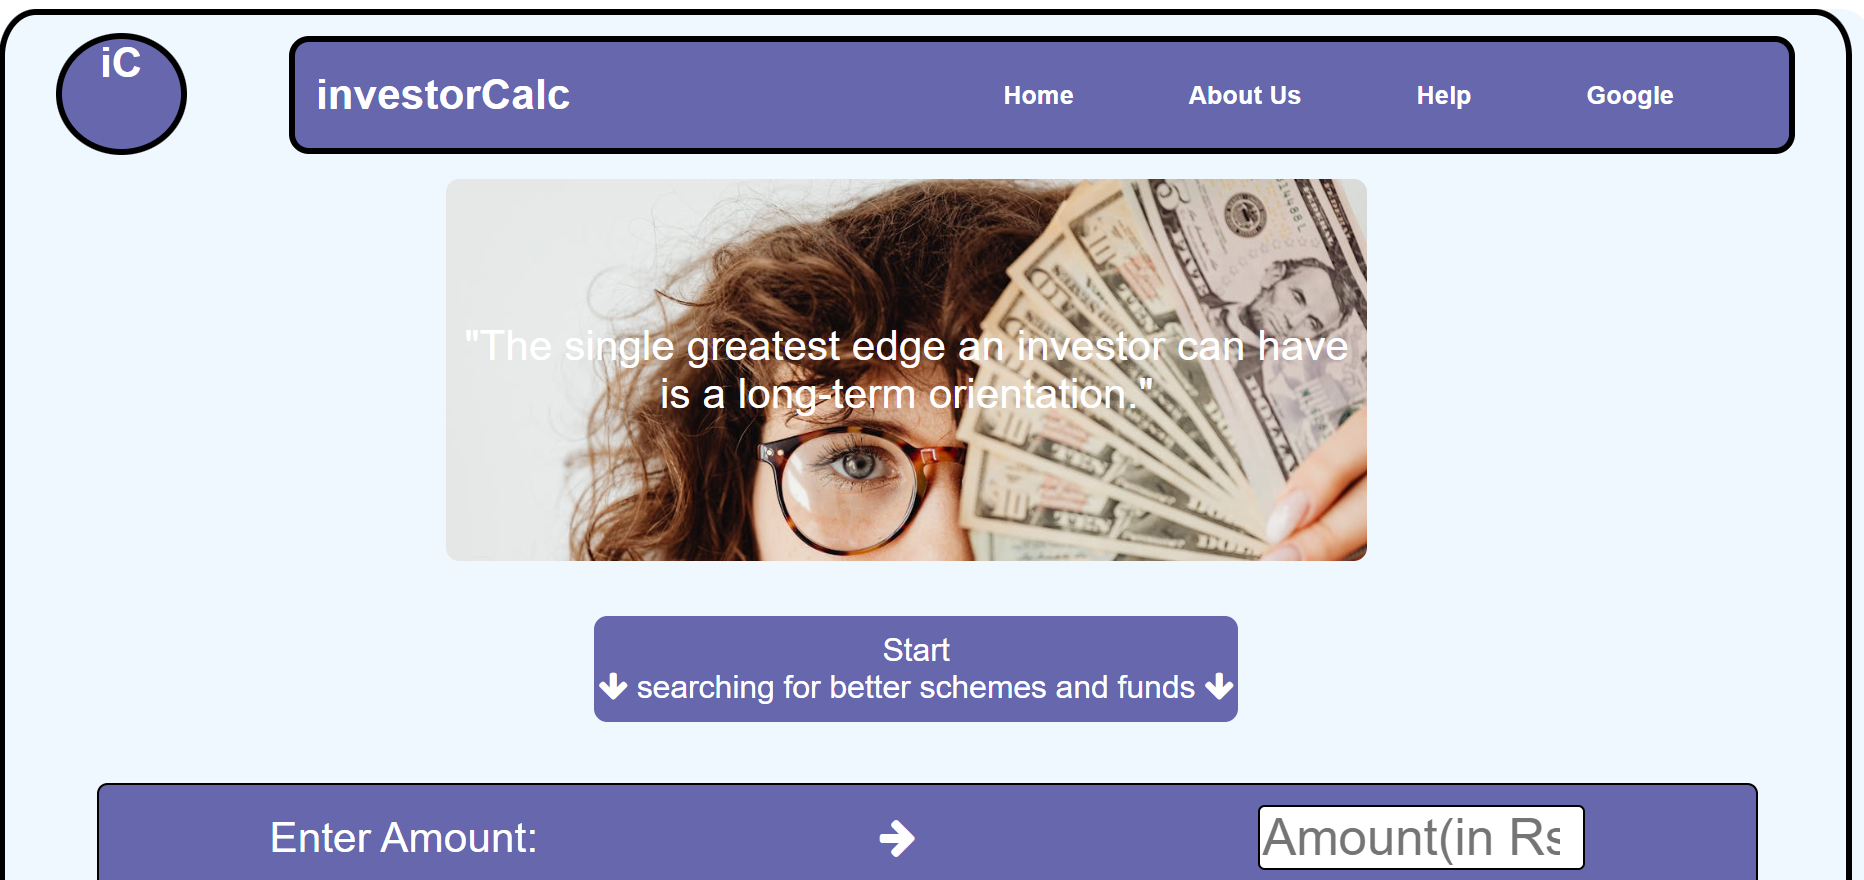 iC
investorCalc
Home
About Us
Help
Google
"The single greatest edge an investor can have
is a long-term orientation."
Start
searching for better schemes and funds
Enter Amount:
Amount(in Rs